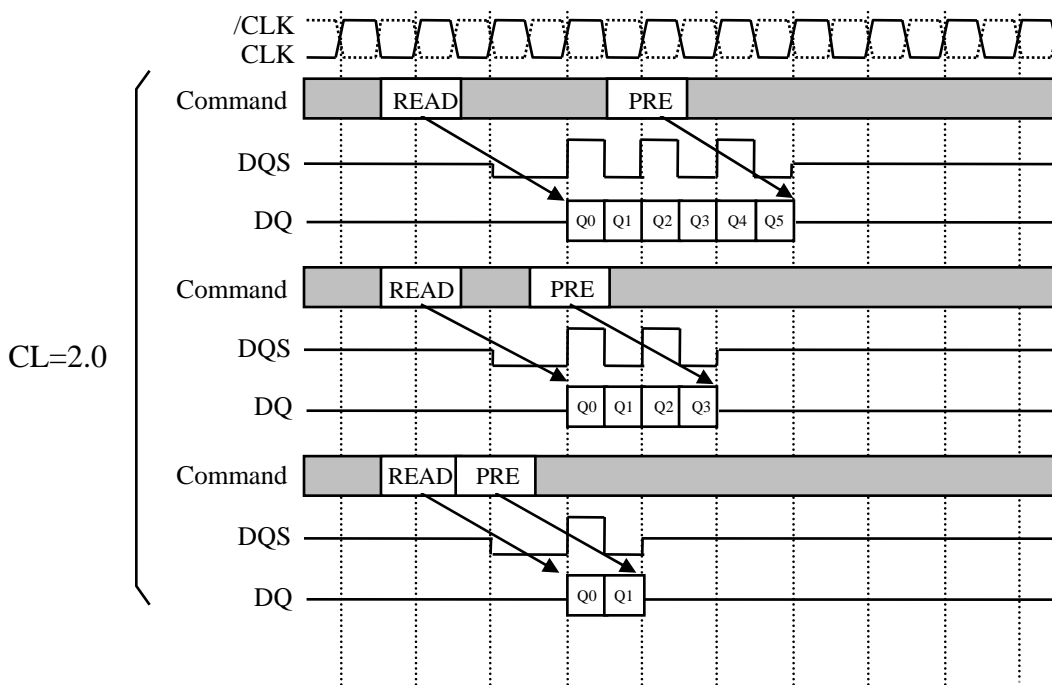 /CLK
CLK
Command READ PRE
DQS
DQ Q0 Q1 Q2 Q3 Q4 Q5
Command READ PRE
CL=2.0
DQS
DQ Q0 Q1 Q2 Q3
Command READ PRE
DQS
DQ Q0 Q1